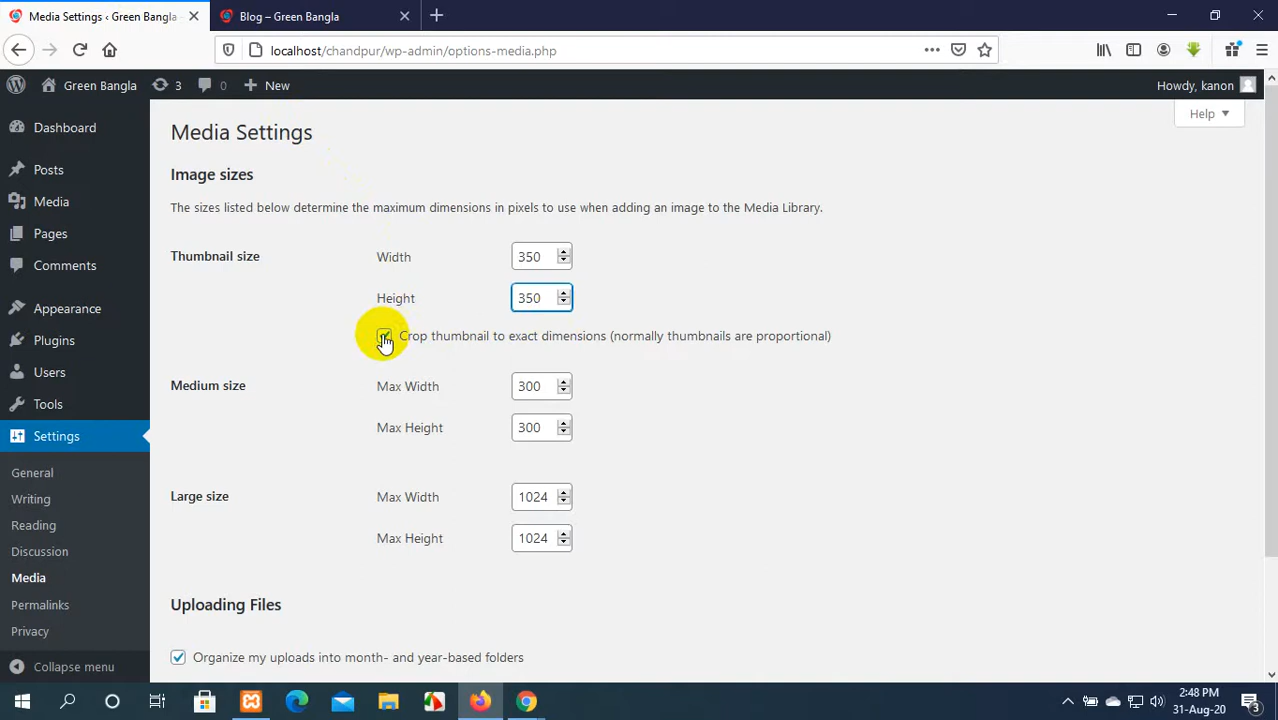 Media Settings ‹ Green Bangla
Blog – Green Bangla
localhost/chandpur/wp-admin/options-media.php
Green Bangla 3 0 New
Howdy, kanon
Help
Dashboard
Posts
Media
Pages
Comments
Appearance
Plugins
Users
Tools
Settings
General
Writing
Reading
Discussion
Media
Permalinks
Privacy
Collapse menu
Media Settings
Image sizes
The sizes listed below determine the maximum dimensions in pixels to use when adding an image to the Media Library.
Thumbnail size Width 350
Height 350
Crop thumbnail to exact dimensions (normally thumbnails are proportional)
Medium size Max Width 300
Max Height 300
Large size Max Width 1024
Max Height 1024
Uploading Files
Organize my uploads into month- and year-based folders
2:48 PM
31-Aug-20
3